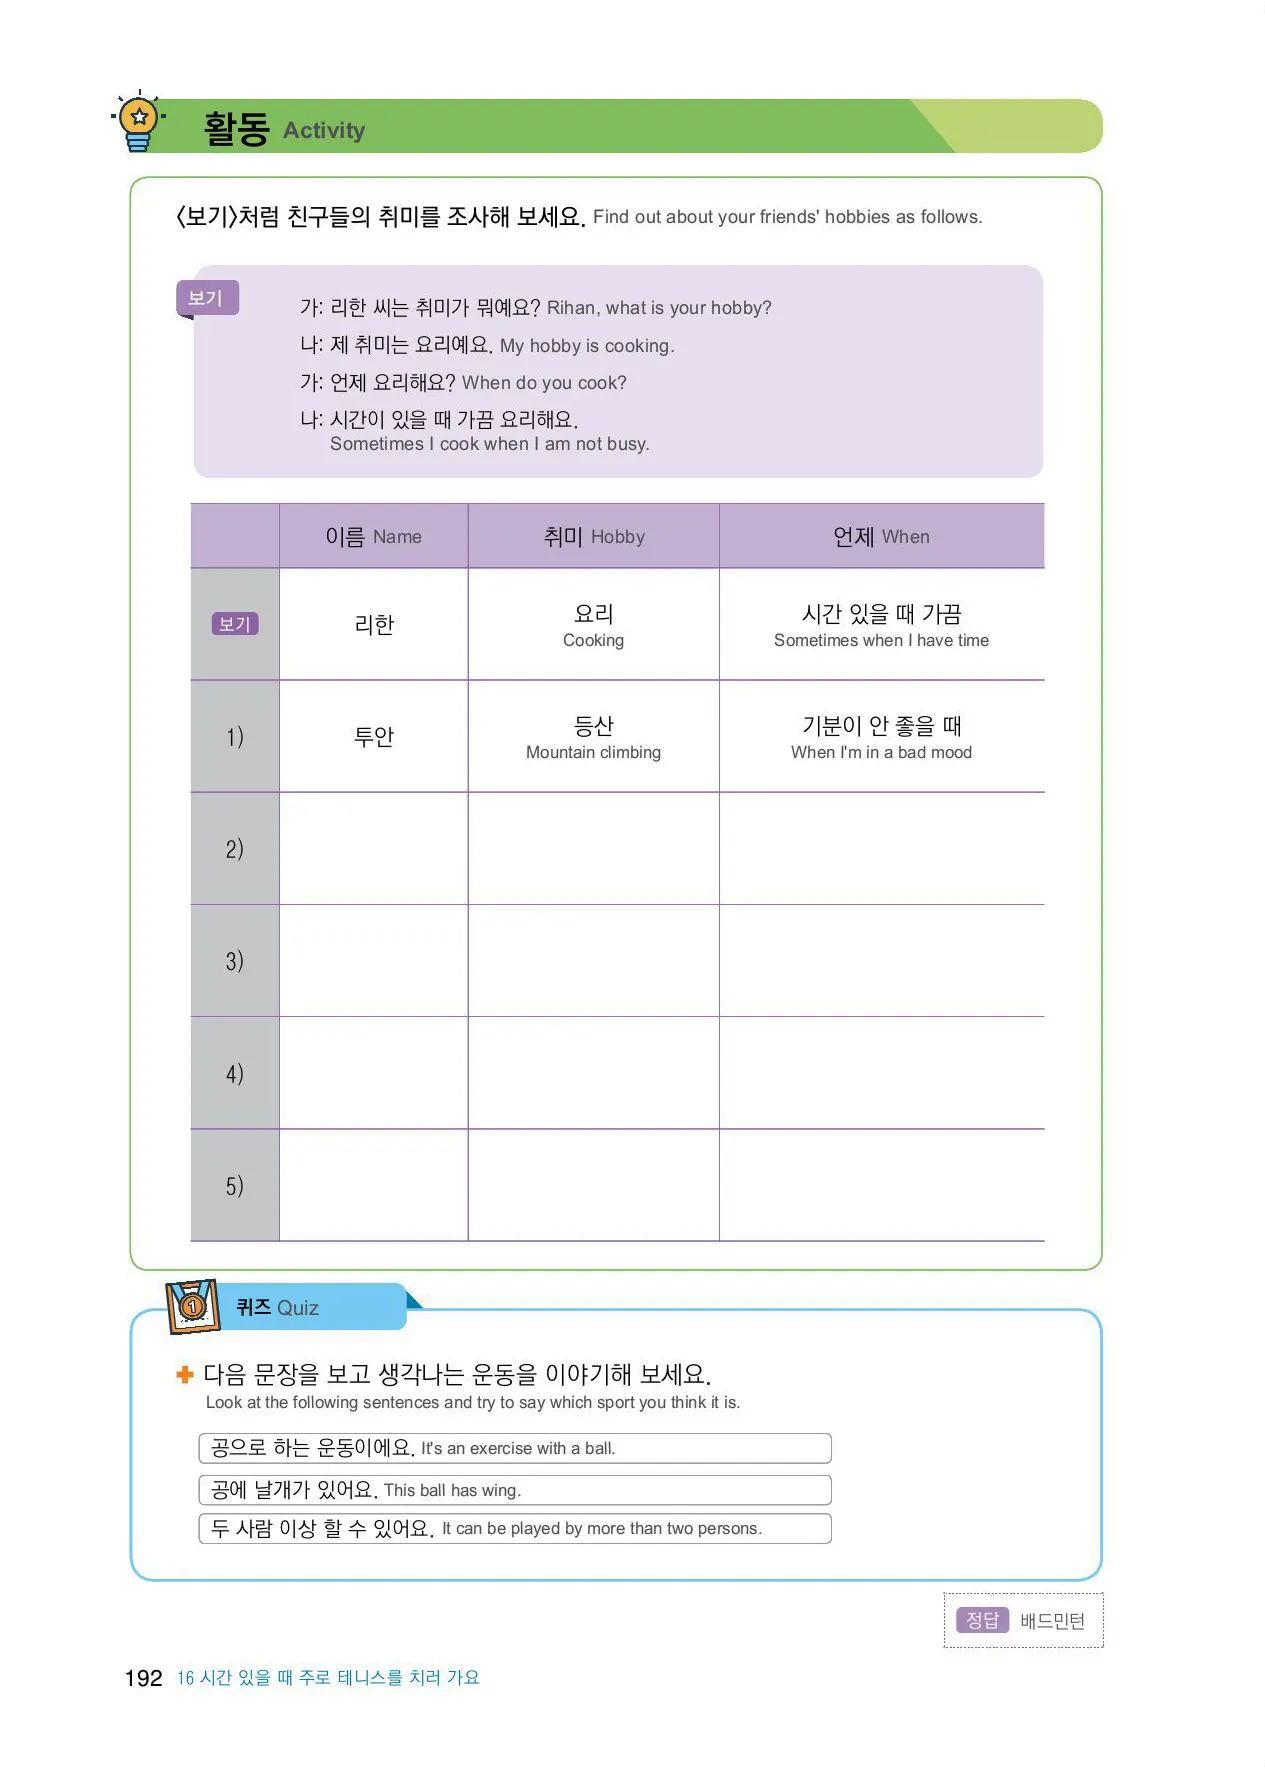 활동 Activity
<보기>처럼 친구들의 취미를 조사해 보세요. Find out about your friends' hobbies as follows.
보기
가: 리한 씨는 취미가 뭐예요? Rihan, what is your hobby?
나: 제 취미는 요리예요. My hobby is cooking.
가: 언제 요리해요? When do you cook?
나: 시간이 있을 때 가끔 요리해요.
Sometimes I cook when I am not busy.
이름 Name 취미 Hobby 언제 When
보기 리한 요리 시간 있을 때 가끔
Cooking Sometimes when I have time
1) 투안 등산 기분이 안 좋을 때
Mountain climbing When I'm in a bad mood
2)
3)
4)
5)
1 퀴즈 Quiz
다음 문장을 보고 생각나는 운동을 이야기해 보세요.
Look at the following sentences and try to say which sport you think it is.
공으로 하는 운동이에요. It's an exercise with a ball.
공에 날개가 있어요. This ball has wing.
두 사람 이상 할 수 있어요. It can be played by more than two persons.
정답 배드민턴
192 16 시간 있을 때 주로 테니스를 치러 가요